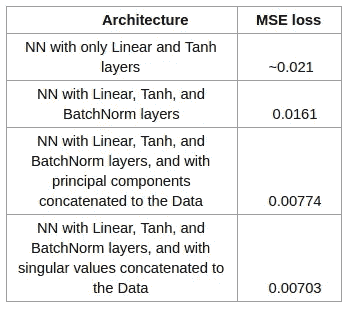 Architecture MSE loss
NN with only Linear and Tanh
layers ~0.021
NN with Linear, Tanh, and
BatchNorm layers 0.0161
NN with Linear, Tanh, and
BatchNorm layers, and with
principal components
concatenated to the Data 0.00774
NN with Linear, Tanh, and
BatchNorm layers, and with
singular values concatenated to
the Data 0.00703